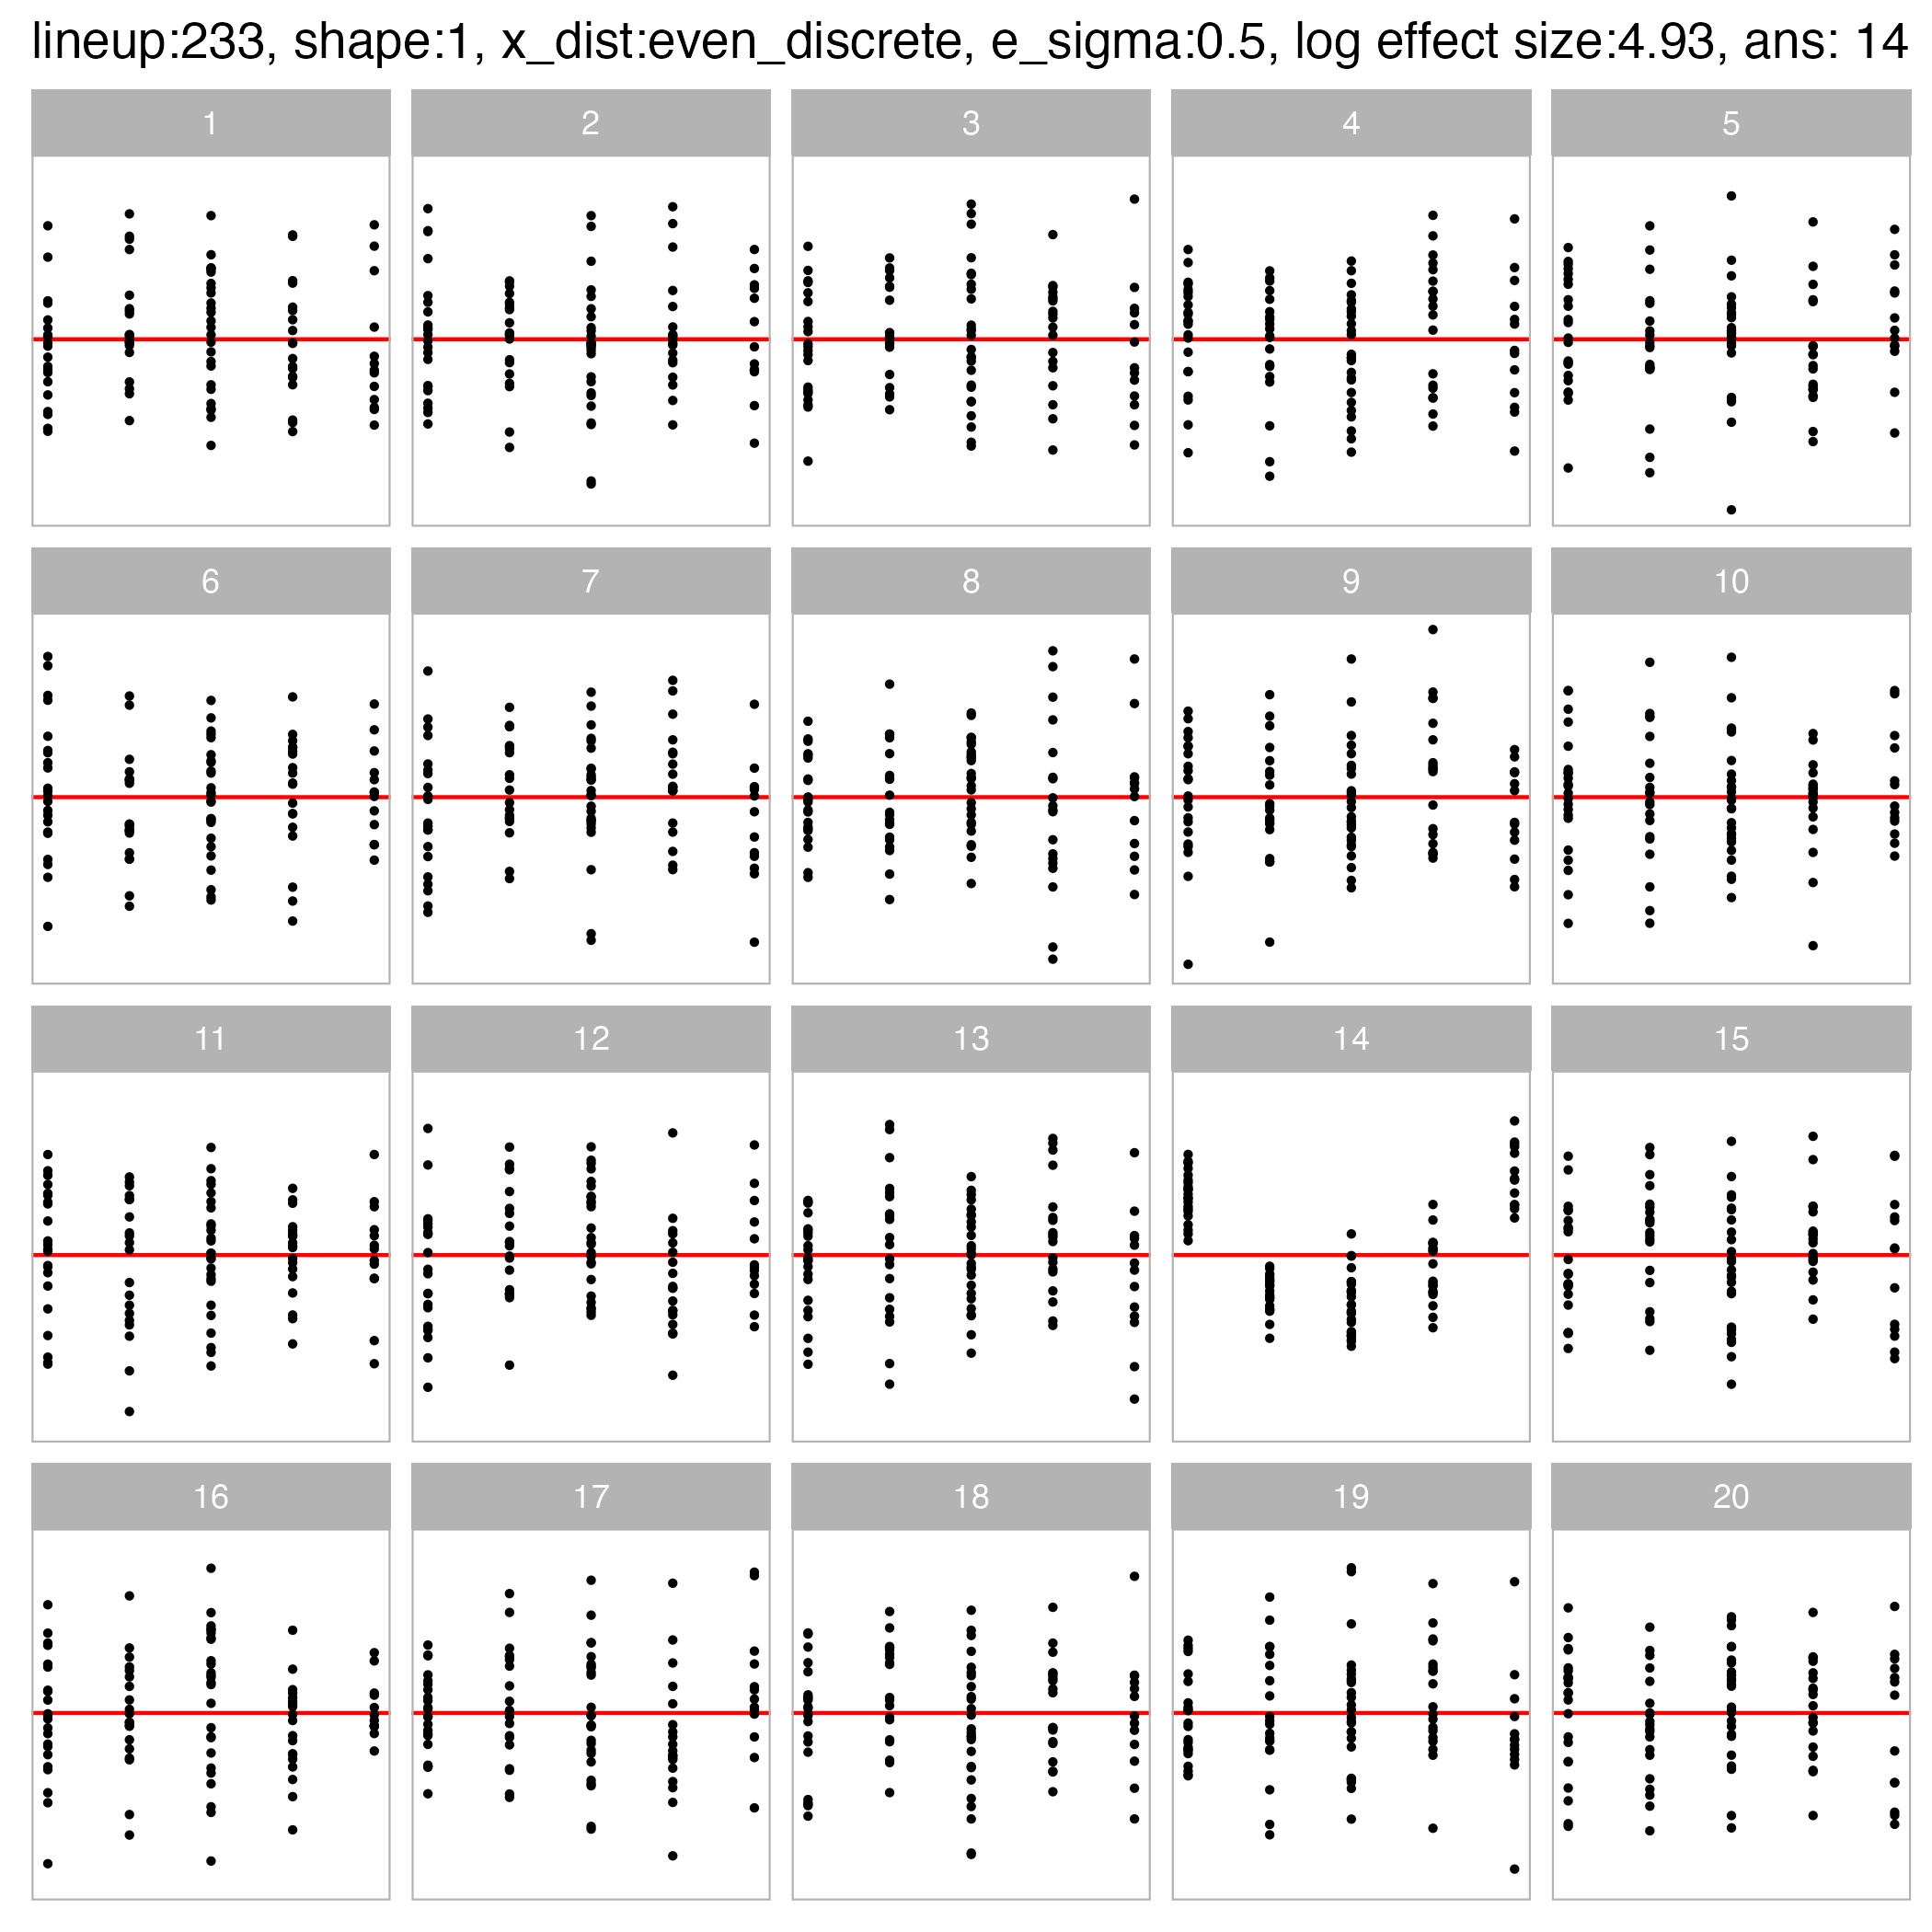 lineup:233, shape:1, x_dist:even_discrete, e_sigma:0.5, log effect size:4.93, ans: 14
1 2 3 4 5
6 7 8 9 10
11 12 13 14 15
16 17 18 19 20